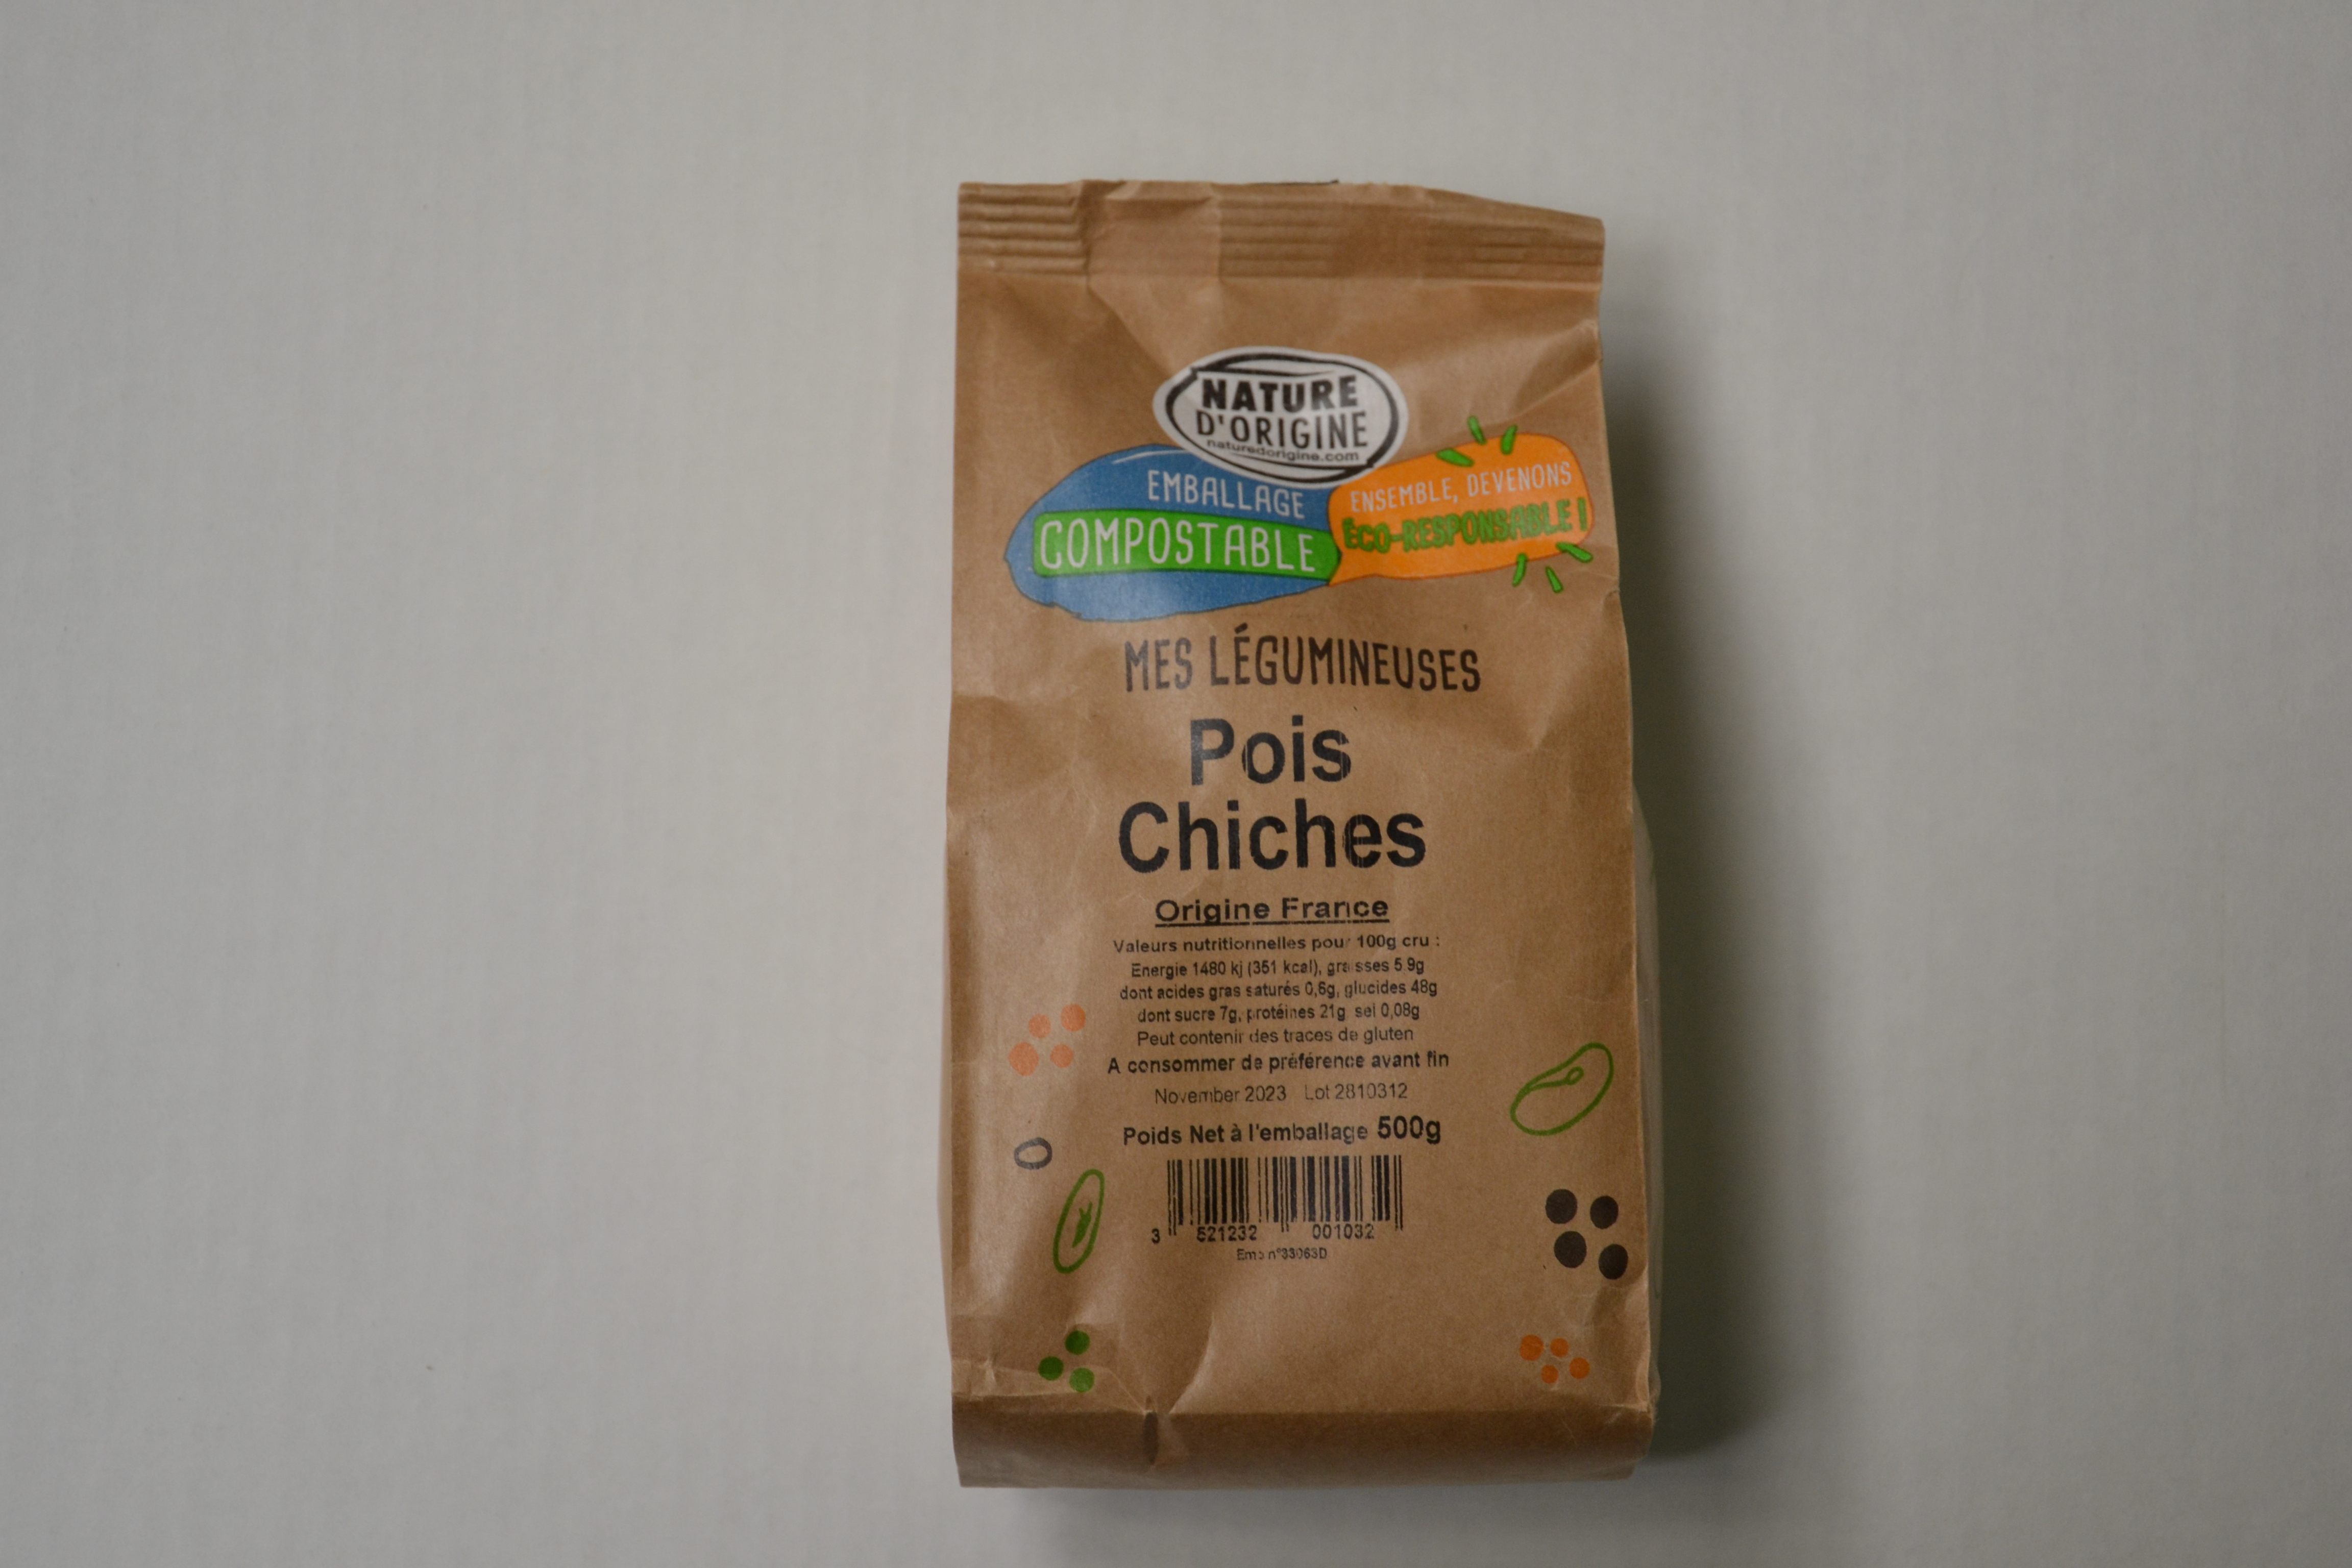 NATURE
D'ORIGINE
naturedorigine.com
EMBALLAGE
COMPOSTABLE
ENSEMBLE, DEVENONS
ÉCO-RESPONSABLE !
MES LÉGUMINEUSES
Pois
Chiches
Origine France
Valeurs nutritionnelles pour 100g cru :
Energie 1480 kj (351 kcal), graisses 5.9g
dont acides gras saturés 0,6g, glucides 48g
dont sucre 7g, protéines 21g, sel 0,08g
Peut contenir des traces de gluten
A consommer de préférence avant fin
November 2023 Lot 2810312
Poids Net à l'emballage 500g
3 521232 001032
Emb n°33063D